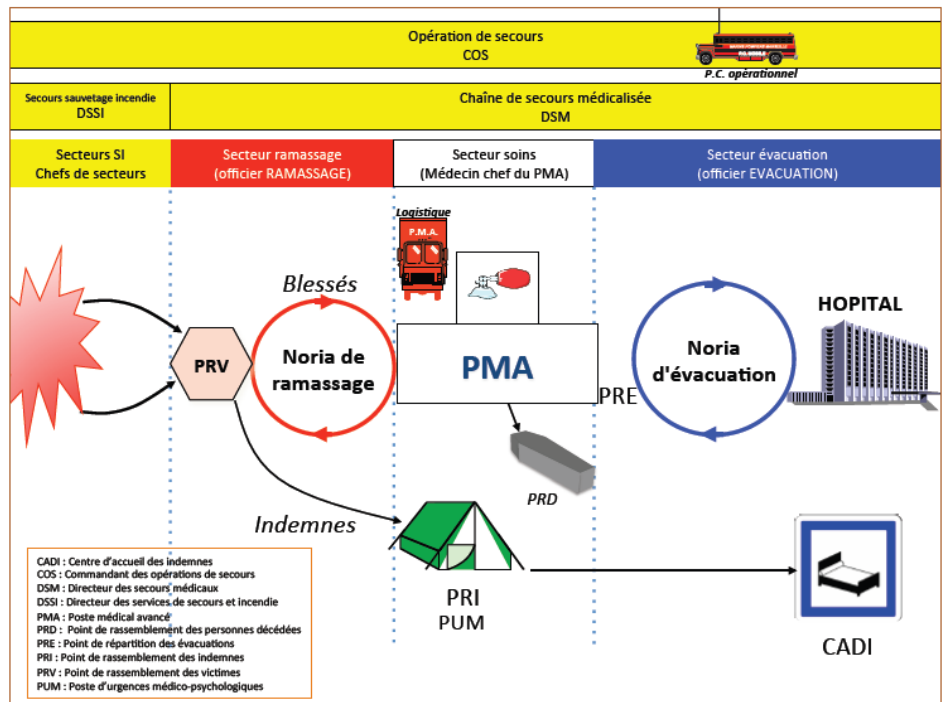 Opération de secours
COS
P.C. opérationnel
Secours sauvetage incendie
DSSI
Chaîne de secours médicalisée
DSM
Secteurs SI
Chefs de secteurs
Secteur ramassage
(officier RAMASSAGE)
Secteur soins
(Médecin chef du PMA)
Secteur évacuation
(officier EVACUATION)
Logistique
P.M.A.
Blessés
HOPITAL
PRV
Noria de
ramassage
PMA
Noria
d'évacuation
PRE
PRD
Indemnes
PRI
PUM
CADI
CADI : Centre d'accueil des indemnes
COS : Commandant des opérations de secours
DSM : Directeur des secours médicaux
DSSI : Directeur des services de secours et incendie
PMA : Poste médical avancé
PRD : Point de rassemblement des personnes décédées
PRE : Point de répartition des évacuations
PRI : Point de rassemblement des indemnes
PRV : Point de rassemblement des victimes
PUM : Poste d'urgences médico-psychologiques